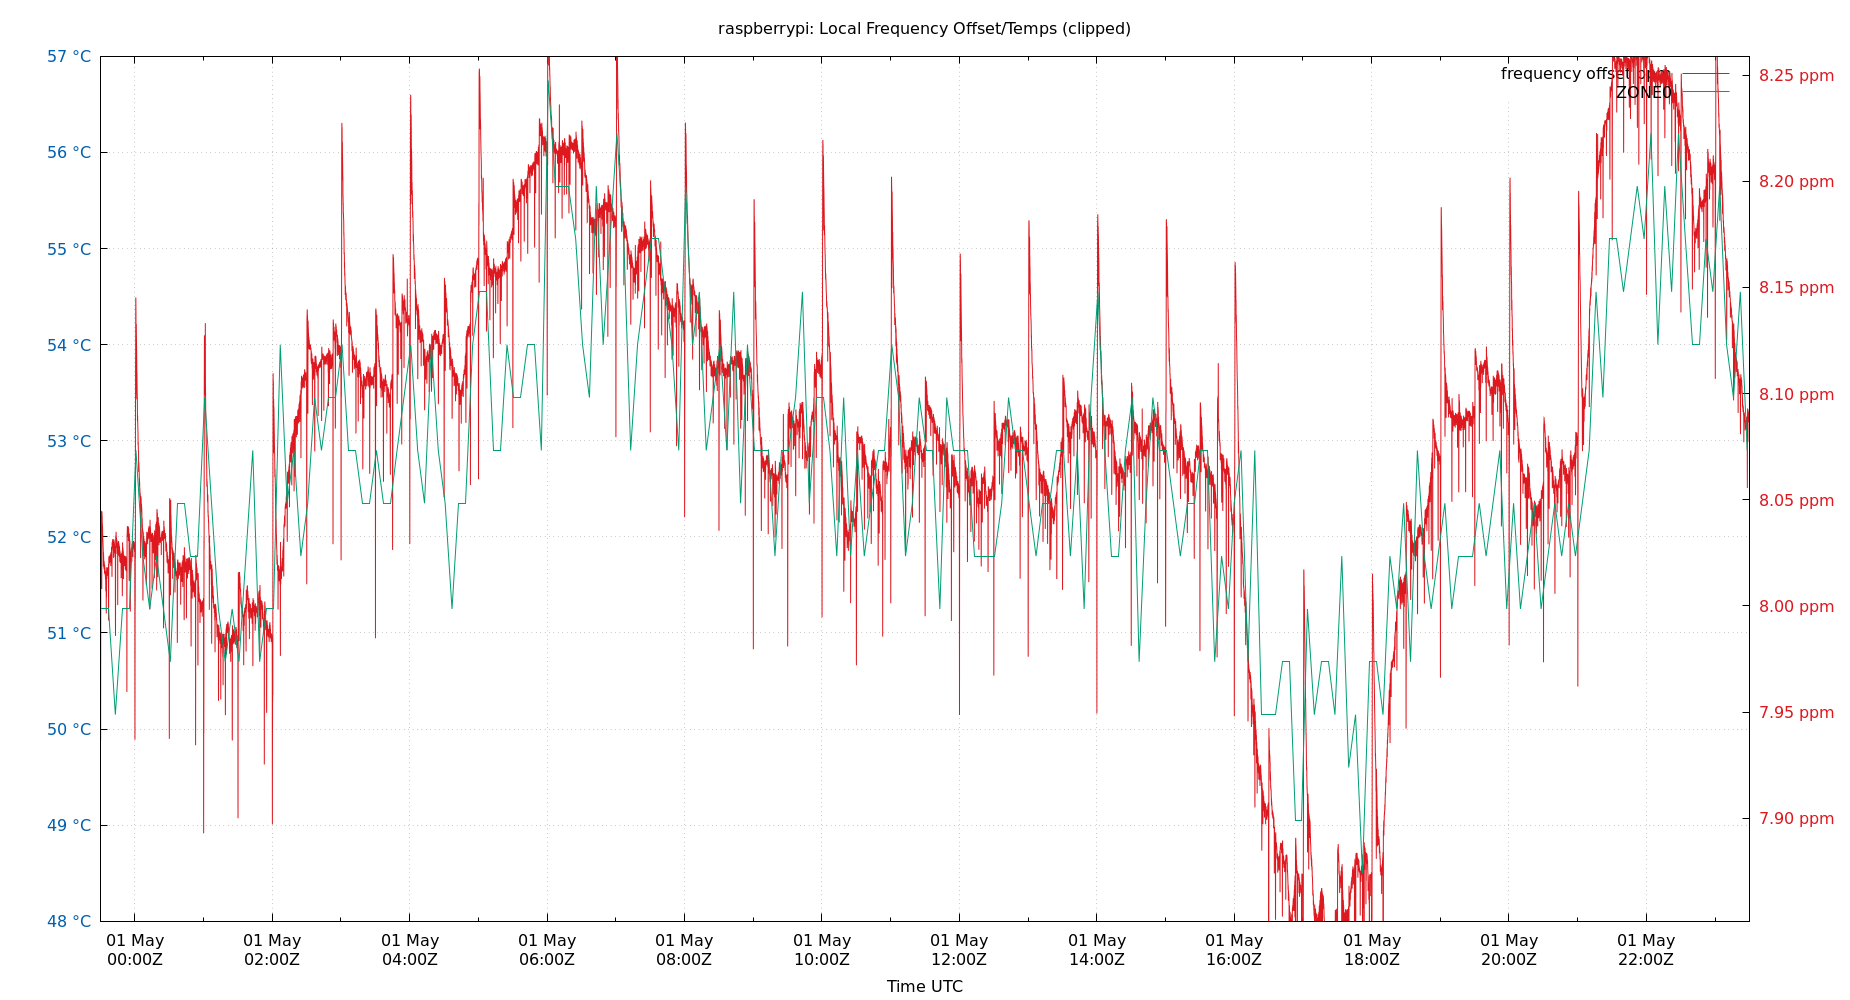 raspberrypi: Local Frequency Offset/Temps (clipped)
57 °C
56 °C
55 °C
54 °C
53 °C
52 °C
51 °C
50 °C
49 °C
48 °C
frequency offset ppm
ZONE0
8.25 ppm
8.20 ppm
8.15 ppm
8.10 ppm
8.05 ppm
8.00 ppm
7.95 ppm
7.90 ppm
01 May 01 May 01 May 01 May 01 May 01 May 01 May 01 May 01 May 01 May 01 May 01 May
00:00Z 02:00Z 04:00Z 06:00Z 08:00Z 10:00Z 12:00Z 14:00Z 16:00Z 18:00Z 20:00Z 22:00Z
Time UTC